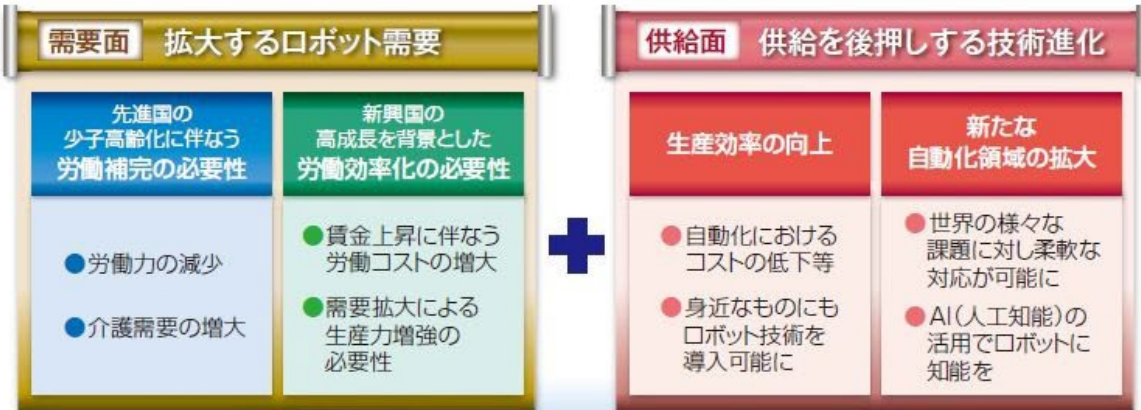 需要面 拡大するロボット需要
先進国の
少子高齢化に伴なう
労働補完の必要性
●労働力の減少
●介護需要の増大
新興国の
高成長を背景とした
労働効率化の必要性
●賃金上昇に伴なう
労働コストの増大
●需要拡大による
生産力増強の
必要性
供給面 供給を後押しする技術進化
生産効率の向上
●自動化における
コストの低下等
●身近なものにも
ロボット技術を
導入可能に
新たな
自動化領域の拡大
●世界の様々な
課題に対し柔軟な
対応が可能に
●AI(人工知能)の
活用でロボットに
知能を